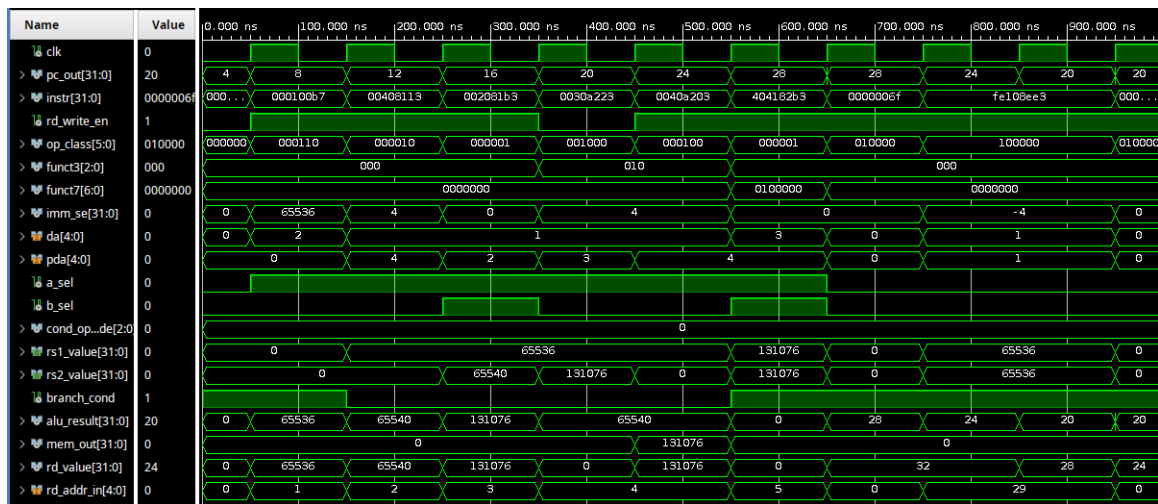 Name Value 0.000 ns 100.000 ns 200.000 ns 300.000 ns 400.000 ns 500.000 ns 600.000 ns 700.000 ns 800.000 ns 900.000 ns
clk 0
pc_out[31:0] 20 4 8 12 16 20 24 28 28 24 20 20
instr[31:0] 0000006f 000... 000100b7 00408113 002081b3 0030a223 0040a203 404182b3 0000006f fe108ee3 000...
rd_write_en 1
op_class[5:0] 010000 000000 000110 000010 000001 001000 000100 000001 010000 100000 010000
funct3[2:0] 000 000 010 000
funct7[6:0] 0000000 0000000 0100000 0000000
imm_se[31:0] 0 0 65536 4 0 4 0 -4 0
da[4:0] 0 0 2 1 3 0 1 0
pda[4:0] 0 0 4 2 3 4 0 1 0
a_sel 0
b_sel 0
cond_op...de[2:0 0 0
rs1_value[31:0] 0 0 65536 131076 0 65536 0
rs2_value[31:0] 0 0 65540 131076 0 131076 0 65536 0
branch_cond 1
alu_result[31:0] 20 0 65536 65540 131076 65540 0 28 24 20 20
mem_out[31:0] 0 0 131076 0
rd_value[31:0] 24 0 65536 65540 131076 0 131076 0 32 28 24
rd_addr_in[4:0] 0 0 1 2 3 4 5 0 29 0